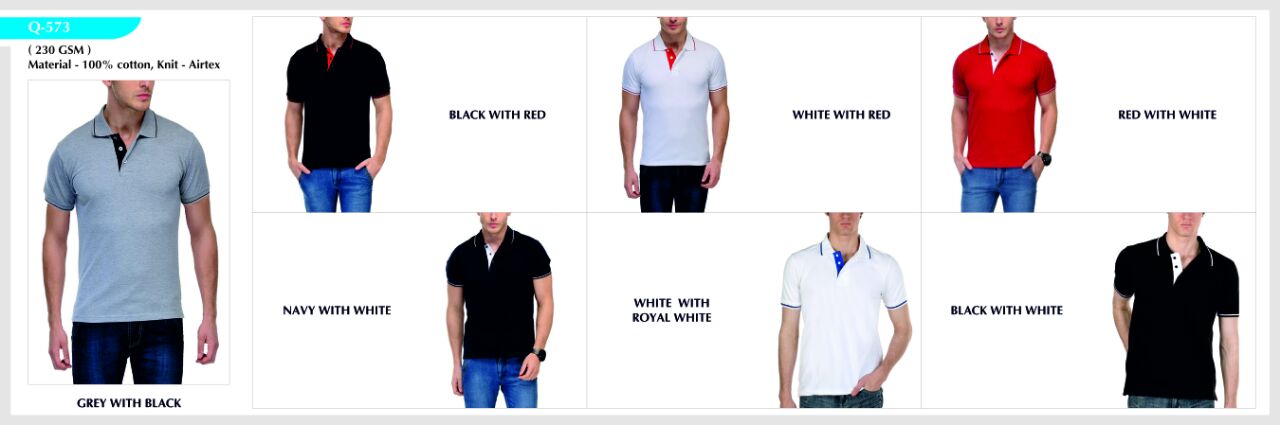 Q-573
( 230 GSM )
Material - 100% cotton, Knit - Airtex
GREY WITH BLACK
BLACK WITH RED
WHITE WITH RED
RED WITH WHITE
NAVY WITH WHITE
WHITE WITH
ROYAL WHITE
BLACK WITH WHITE